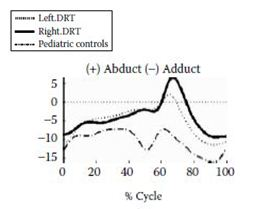 Left.DRT
Right.DRT
Pediatric controls
(+) Abduct (−) Adduct
5
0
−5
−10
−15
0 20 40 60 80 100
% Cycle